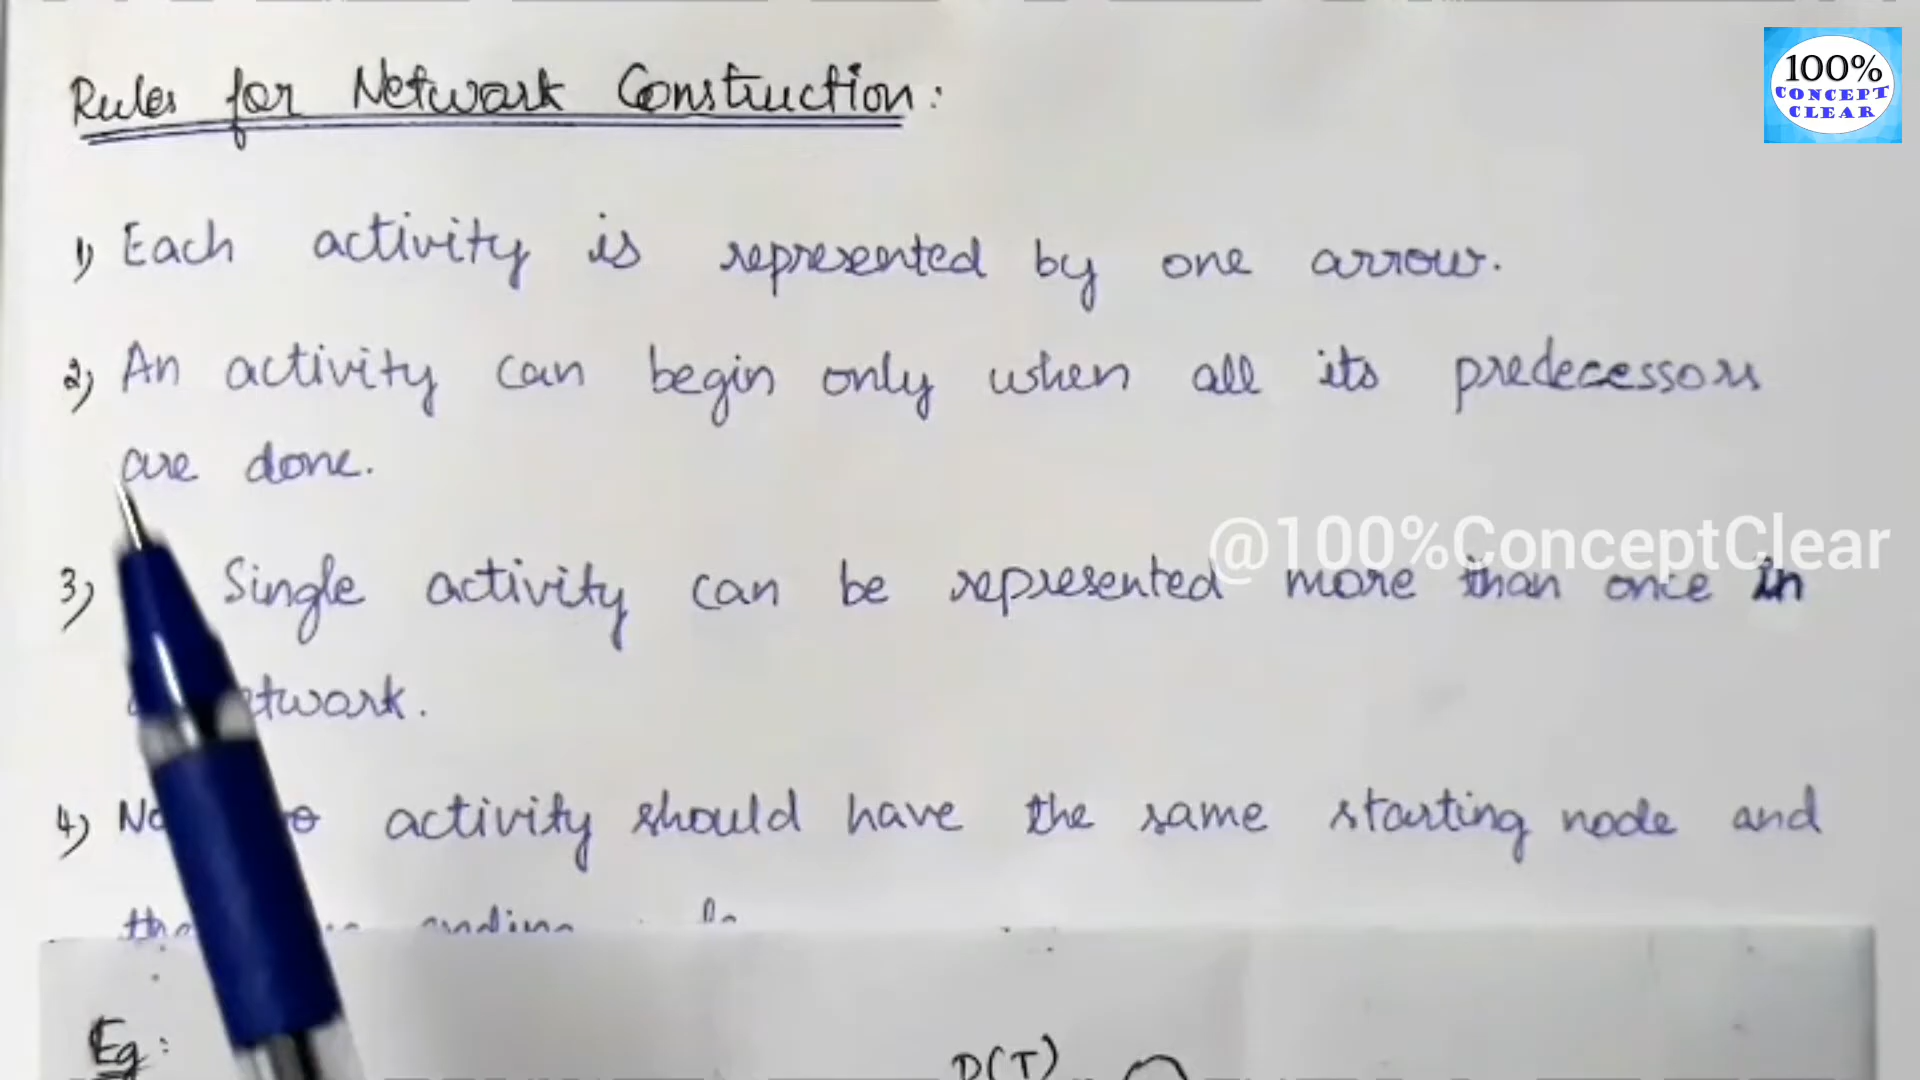 Rules for Network Construction:
100%
CONCEPT
CLEAR
1) Each activity is represented by one arrow.
2) An activity can begin only when all its predecessors
are done.
@100%ConceptClear
3) Single activity can be represented more than once in
4) activity should have the same starting node and
Eg:
D(T)